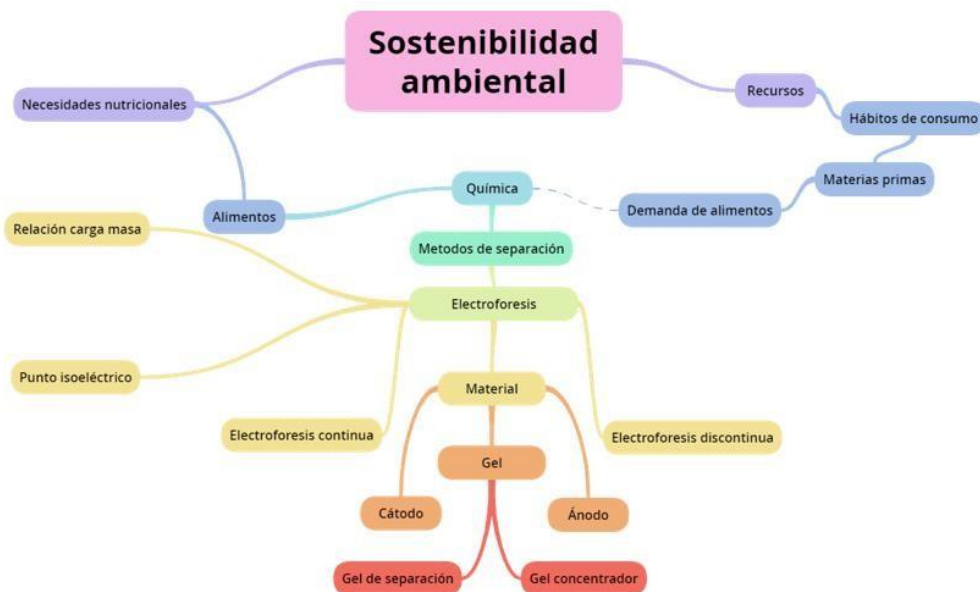 Sostenibilidad
ambiental
Necesidades nutricionales
Recursos
Hábitos de consumo
Química
Materias primas
Alimentos
Demanda de alimentos
Relación carga masa
Metodos de separación
Electroforesis
Punto isoeléctrico
Material
Electroforesis continua
Electroforesis discontinua
Gel
Cátodo
Ánodo
Gel de separación
Gel concentrador